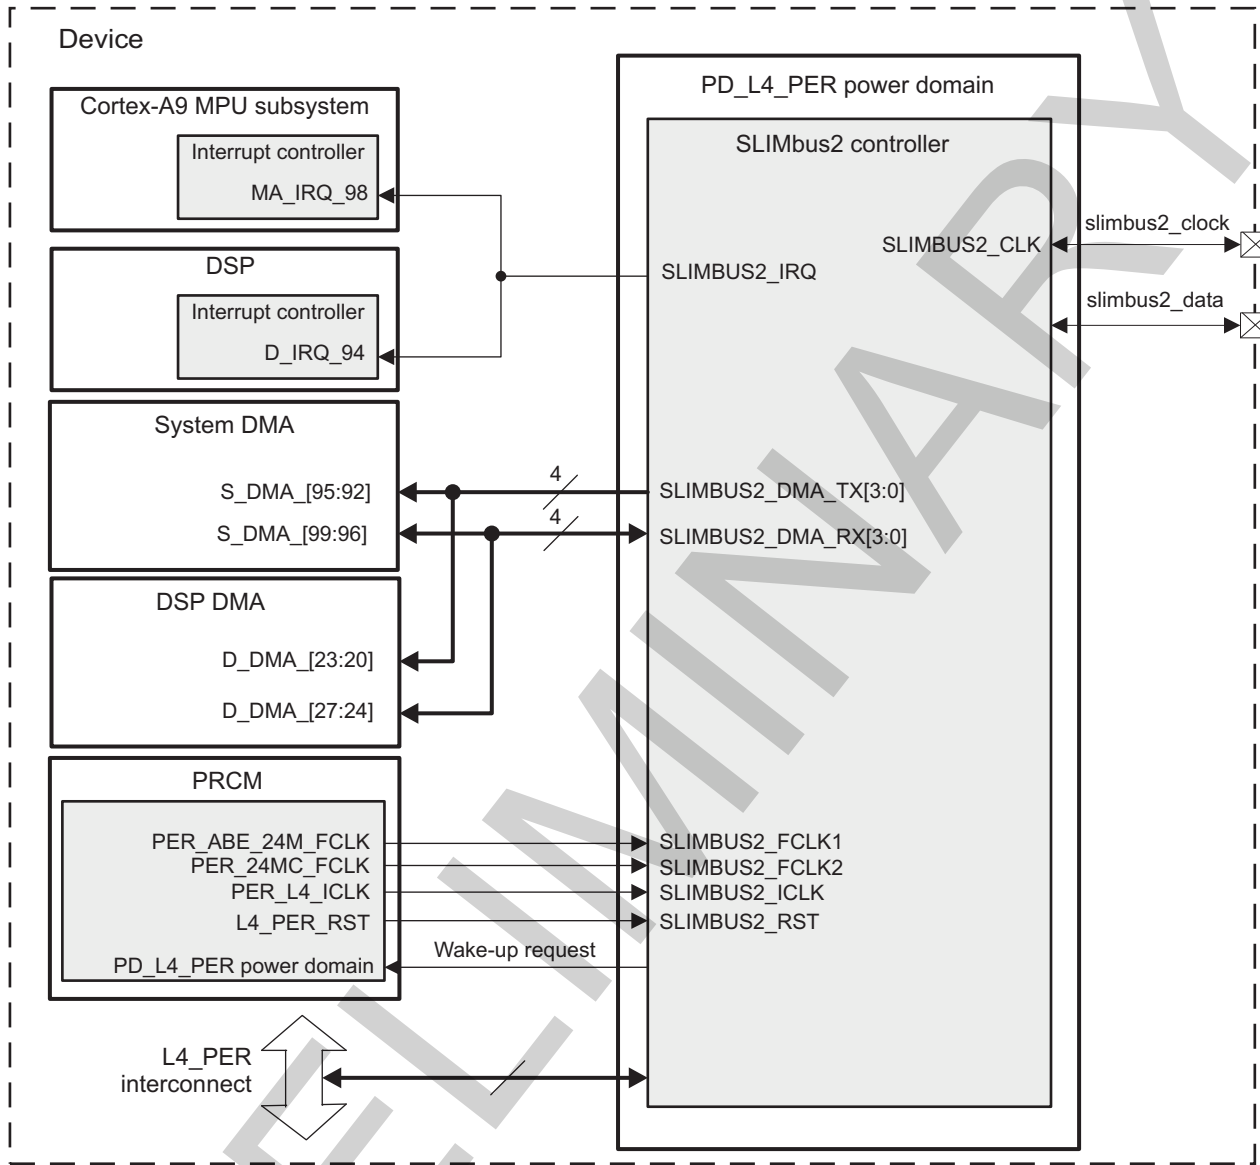 Device
Cortex-A9 MPU subsystem
Interrupt controller
MA_IRQ_98
DSP
Interrupt controller
D_IRQ_94
System DMA
S_DMA_[95:92]
S_DMA_[99:96]
DSP DMA
D_DMA_[23:20]
D_DMA_[27:24]
PRCM
PER_ABE_24M_FCLK
PER_24MC_FCLK
PER_L4_ICLK
L4_PER_RST
PD_L4_PER power domain
Wake-up request
L4_PER
interconnect
4
4
PD_L4_PER power domain
SLIMbus2 controller
SLIMBUS2_CLK
SLIMBUS2_IRQ
SLIMBUS2_DMA_TX[3:0]
SLIMBUS2_DMA_RX[3:0]
SLIMBUS2_FCLK1
SLIMBUS2_FCLK2
SLIMBUS2_ICLK
SLIMBUS2_RST
slimbus2_clock
slimbus2_data
ELIMINARY